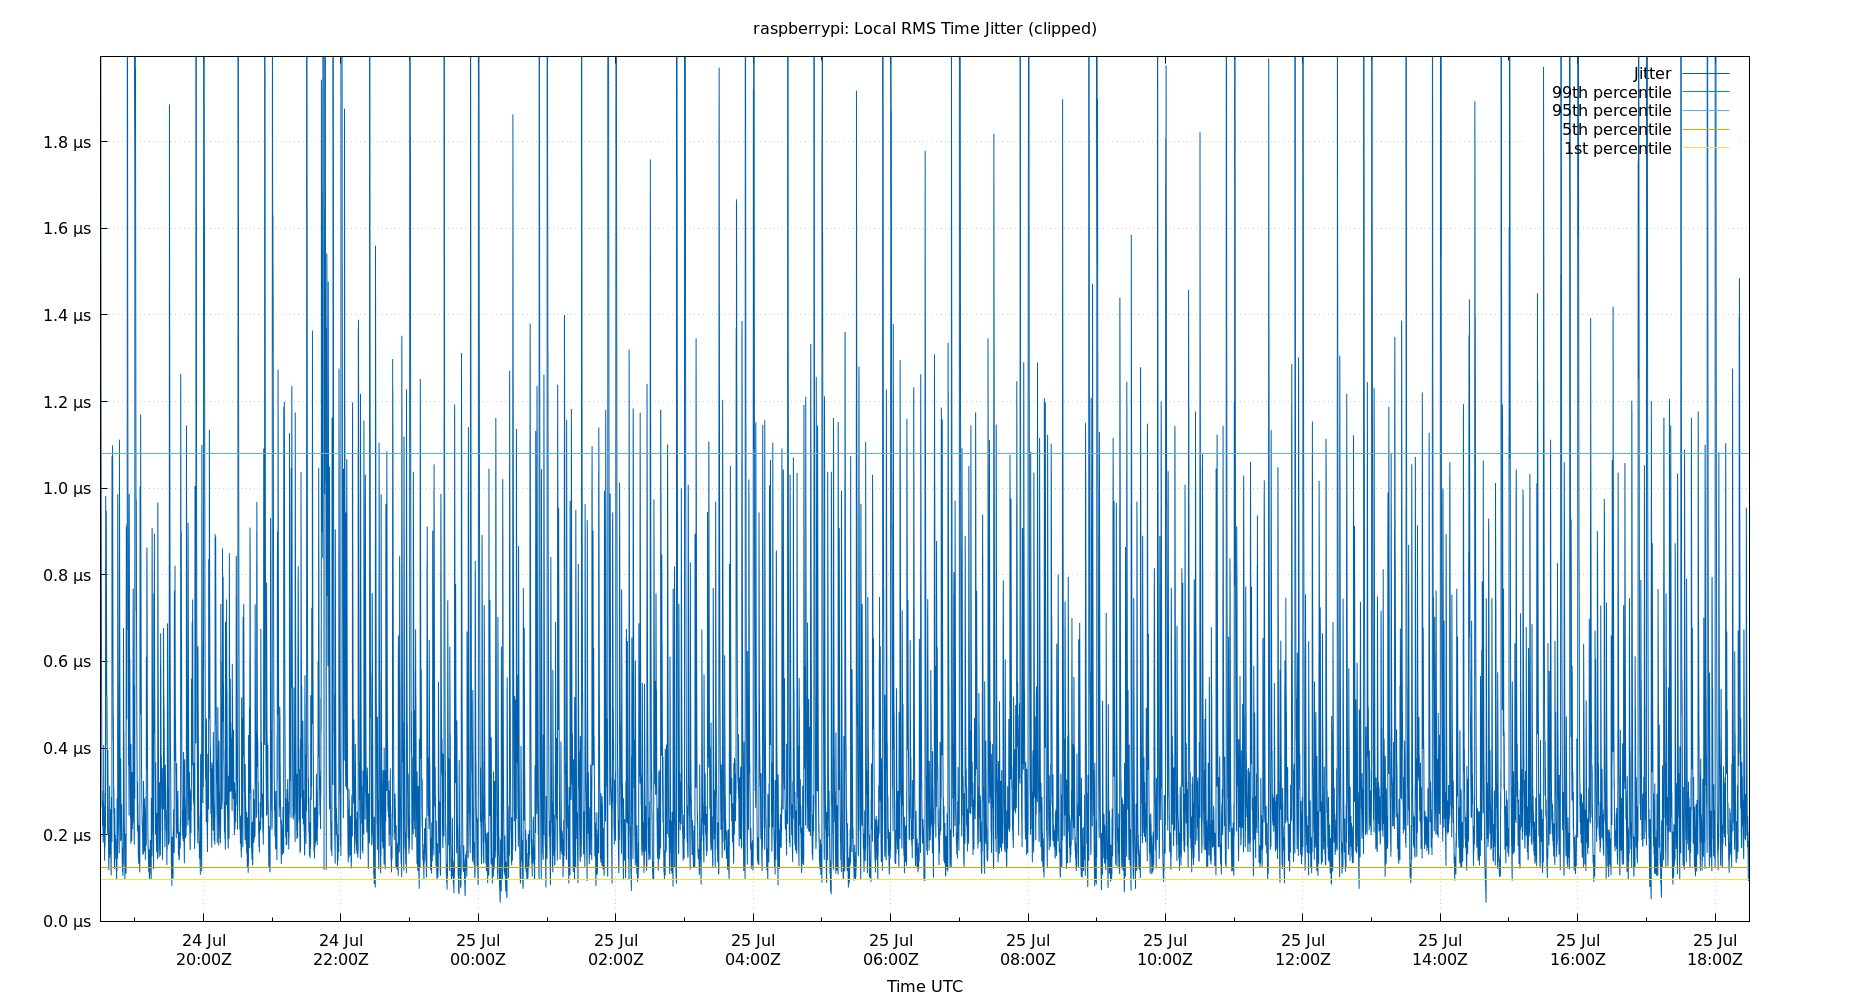 raspberrypi: Local RMS Time Jitter (clipped)
Jitter
99th percentile
95th percentile
5th percentile
1st percentile
1.8 µs
1.6 µs
1.4 µs
1.2 µs
1.0 µs
0.8 µs
0.6 µs
0.4 µs
0.2 µs
0.0 µs
24 Jul 24 Jul 25 Jul 25 Jul 25 Jul 25 Jul 25 Jul 25 Jul 25 Jul 25 Jul 25 Jul 25 Jul
20:00Z 22:00Z 00:00Z 02:00Z 04:00Z 06:00Z 08:00Z 10:00Z 12:00Z 14:00Z 16:00Z 18:00Z
Time UTC